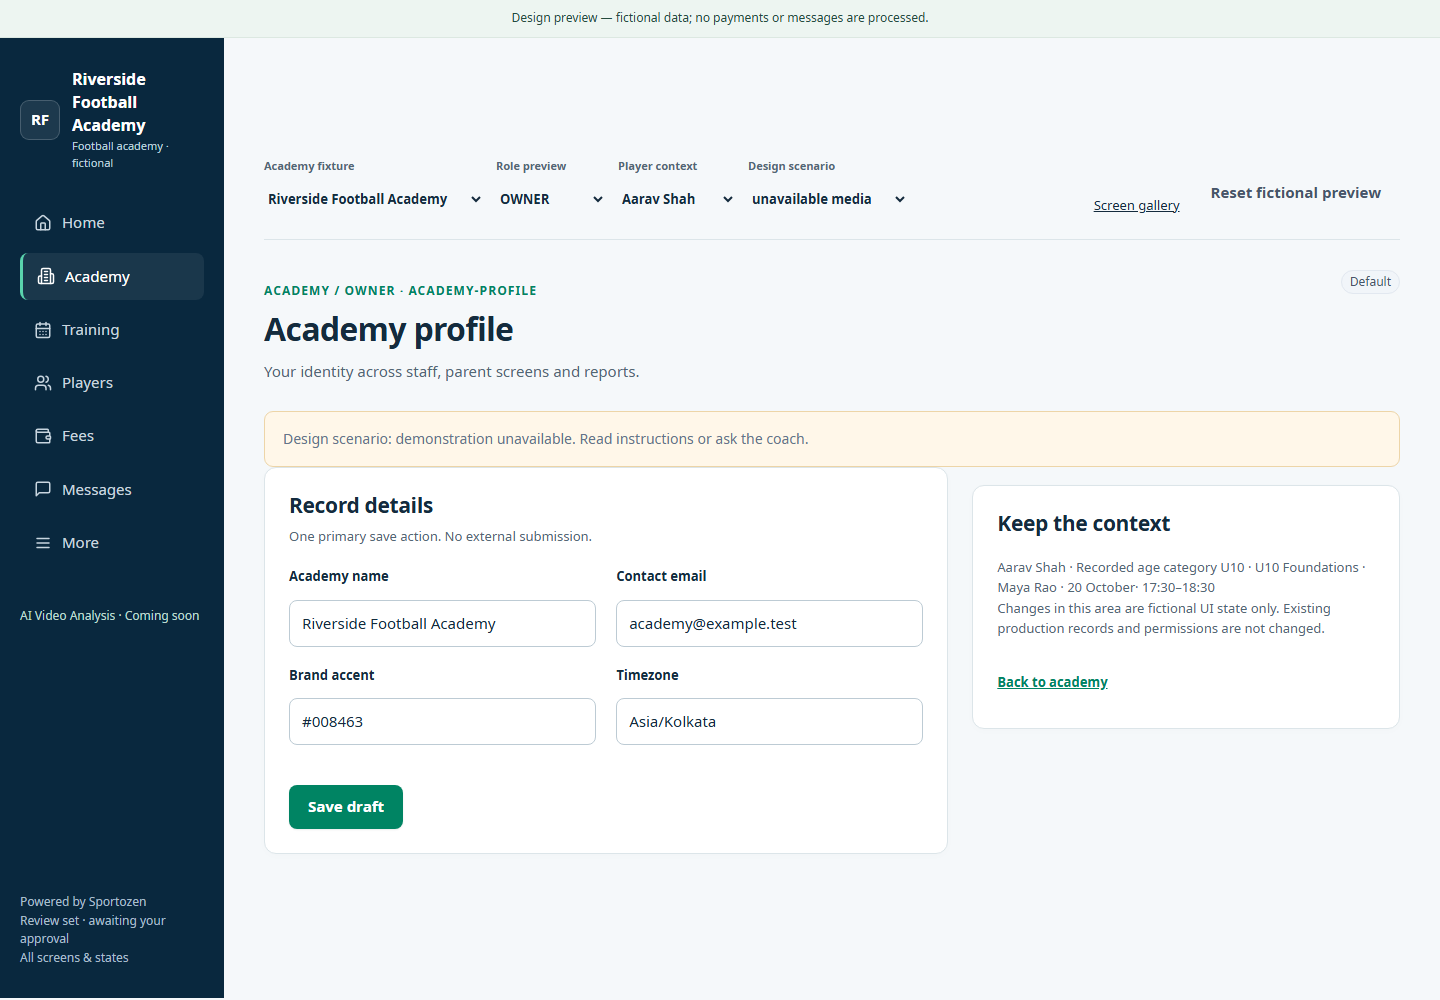 Design preview — fictional data; no payments or messages are processed.
RF
Riverside
Football
Academy
Football academy ·
fictional
Home
Academy
Training
Players
Fees
Messages
More
AI Video Analysis · Coming soon
Powered by Sportozen
Review set · awaiting your
approval
All screens & states
Academy fixture
Riverside Football Academy
Role preview
OWNER
Player context
Aarav Shah
Design scenario
unavailable media
Screen gallery
Reset fictional preview
ACADEMY / OWNER · ACADEMY-PROFILE
Default
Academy profile
Your identity across staff, parent screens and reports.
Design scenario: demonstration unavailable. Read instructions or ask the coach.
Record details
One primary save action. No external submission.
Academy name
Riverside Football Academy
Contact email
academy@example.test
Brand accent
#008463
Timezone
Asia/Kolkata
Save draft
Keep the context
Aarav Shah · Recorded age category U10 · U10 Foundations ·
Maya Rao · 20 October· 17:30–18:30
Changes in this area are fictional UI state only. Existing
production records and permissions are not changed.
Back to academy